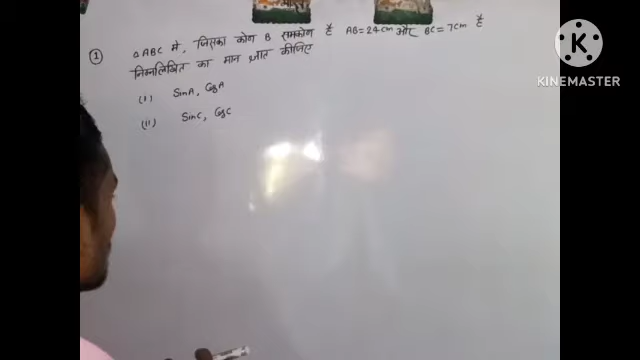 ① △ABC मे, जिसका कोण B समकोण है AB=24cm और BC=7cm है
निम्नलिखित का मान ज्ञात कीजिए
(i) SinA, CosA
(ii) SinC, CosC
KINEMASTER